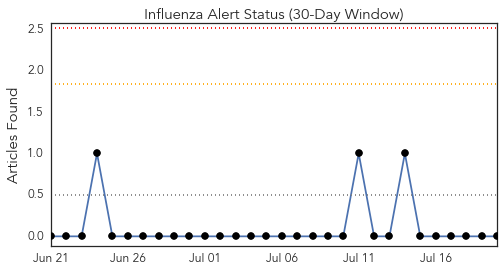 Influenza Alert Status (30-Day Window)
Articles Found
2.5
2.0
1.5
1.0
0.5
0.0
Jun 21 Jun 26 Jul 01 Jul 06 Jul 11 Jul 16